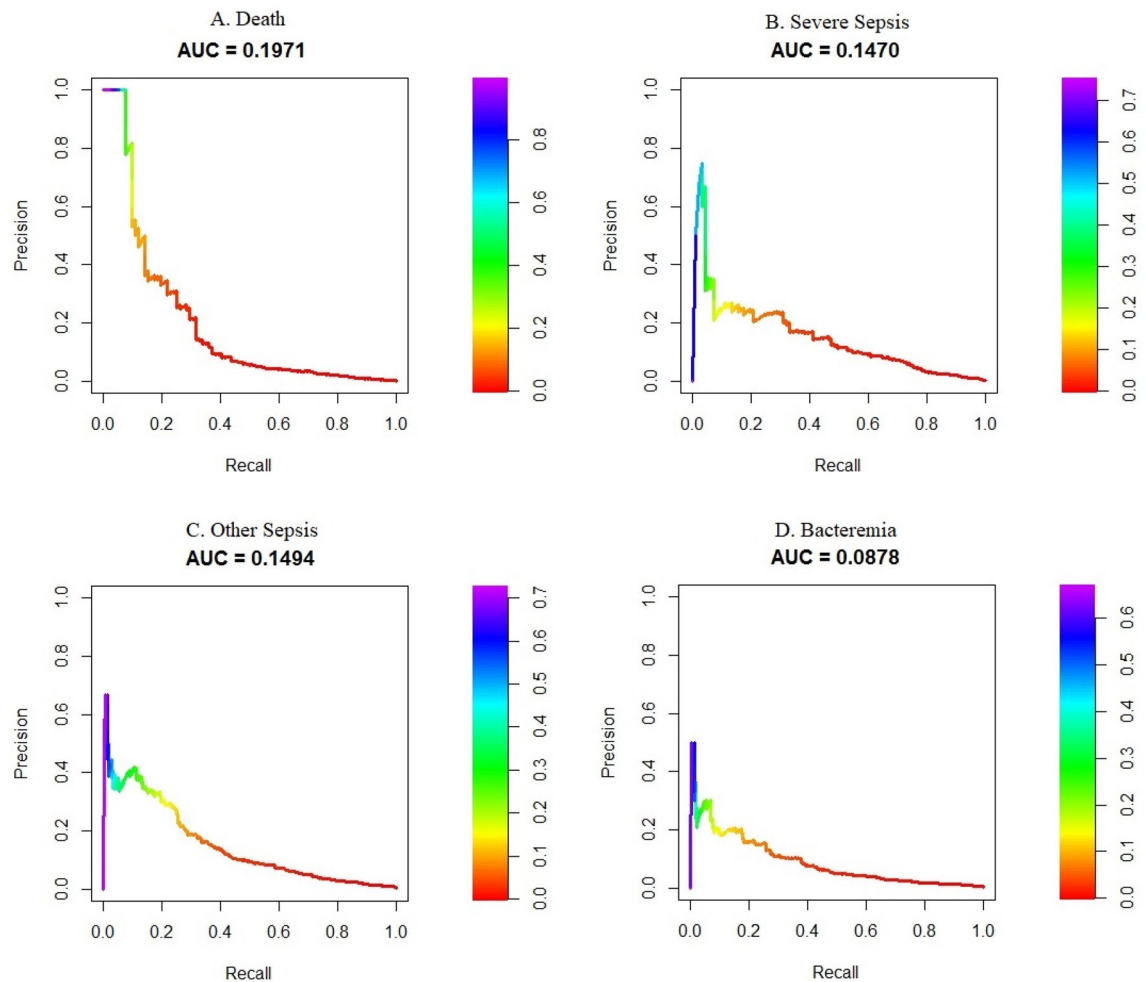 A. Death
AUC = 0.1971
Precision
0.0 0.2 0.4 0.6 0.8 1.0
0.0 0.2 0.4 0.6 0.8 1.0
Recall
0.0 0.2 0.4 0.6 0.8
B. Severe Sepsis
AUC = 0.1470
Precision
0.0 0.2 0.4 0.6 0.8 1.0
0.0 0.2 0.4 0.6 0.8 1.0
Recall
0.0 0.1 0.2 0.3 0.4 0.5 0.6 0.7
C. Other Sepsis
AUC = 0.1494
Precision
0.0 0.2 0.4 0.6 0.8 1.0
0.0 0.2 0.4 0.6 0.8 1.0
Recall
0.0 0.1 0.2 0.3 0.4 0.5 0.6 0.7
D. Bacteremia
AUC = 0.0878
Precision
0.0 0.2 0.4 0.6 0.8 1.0
0.0 0.2 0.4 0.6 0.8 1.0
Recall
0.0 0.1 0.2 0.3 0.4 0.5 0.6